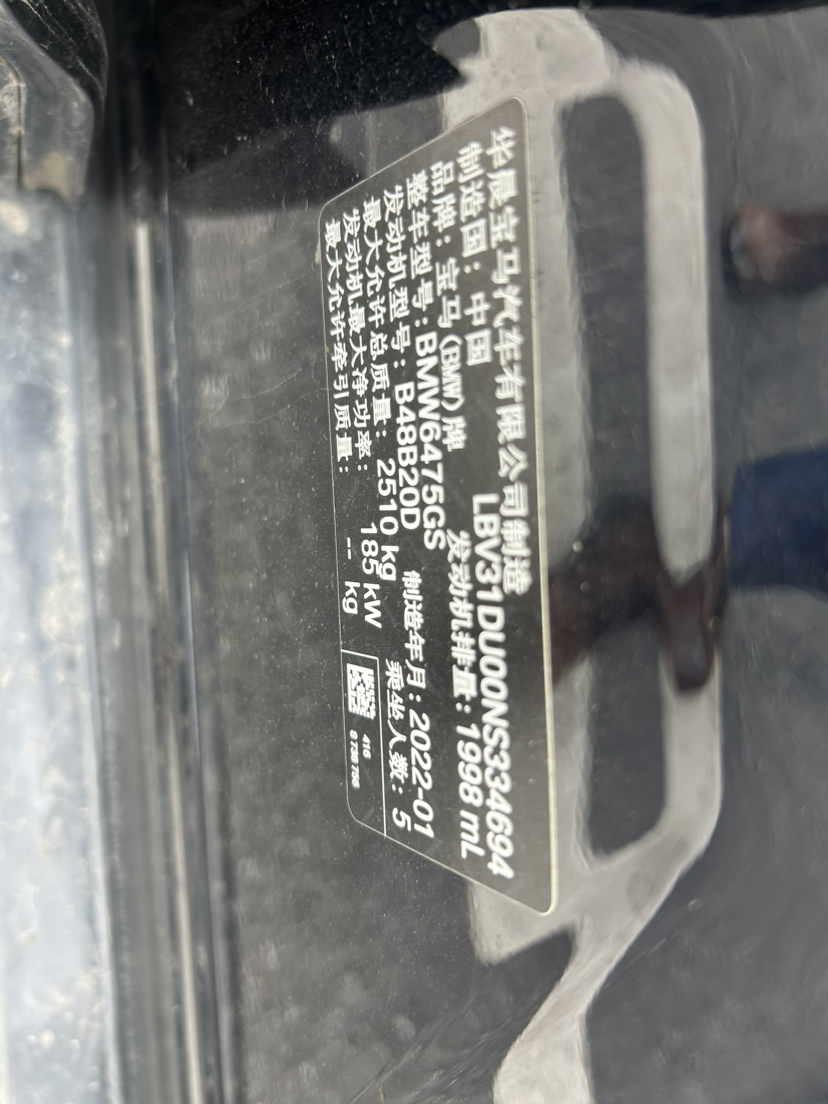 华晨宝马汽车有限公司制造
制造国：中国 LBV31DU00NS334694
品牌：宝马(BMW)牌 发动机排量：1998 mL
整车型号：BMW6475GS
发动机型号：B48B20D 制造年月：2022-01
最大允许总质量：2510 kg 乘坐人数：5
发动机最大净功率：185 kW
最大允许牵引质量：-- kg
416
8 738 756